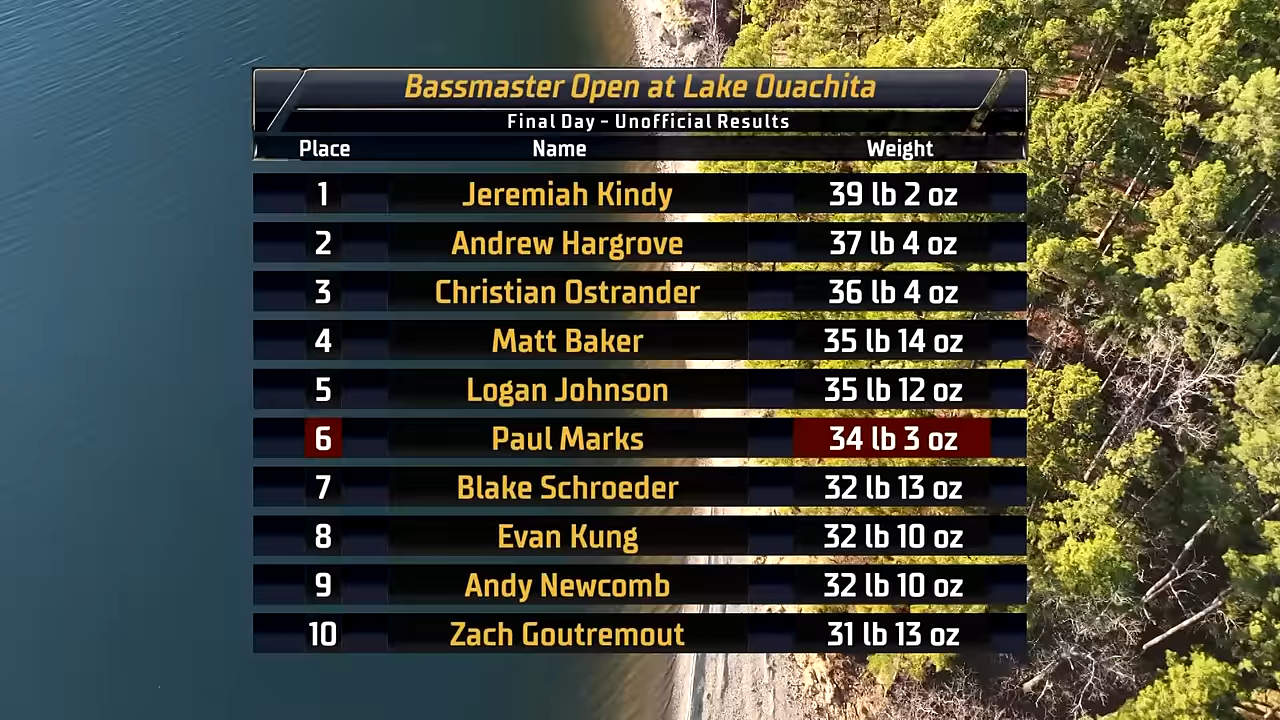 Bassmaster Open at Lake Ouachita
Final Day - Unofficial Results
Place Name Weight
1 Jeremiah Kindy 39 lb 2 oz
2 Andrew Hargrove 37 lb 4 oz
3 Christian Ostrander 36 lb 4 oz
4 Matt Baker 35 lb 14 oz
5 Logan Johnson 35 lb 12 oz
6 Paul Marks 34 lb 3 oz
7 Blake Schroeder 32 lb 13 oz
8 Evan Kung 32 lb 10 oz
9 Andy Newcomb 32 lb 10 oz
10 Zach Goutremout 31 lb 13 oz